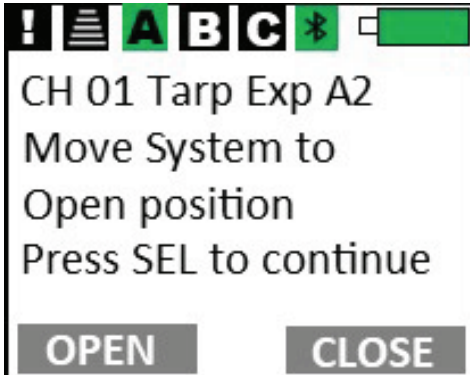 ! A B C
CH 01 Tarp Exp A2
Move System to
Open position
Press SEL to continue
OPEN CLOSE